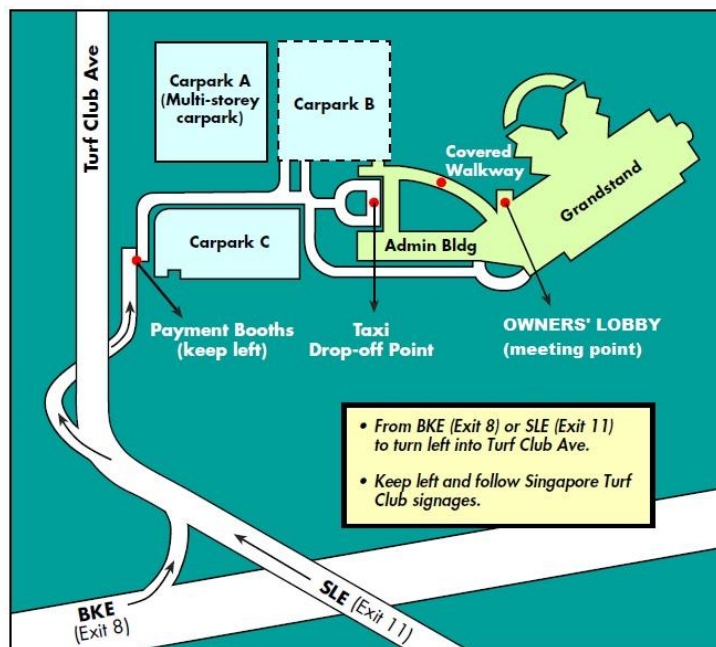 Turf Club Ave
Carpark A
(Multi-storey
carpark)
Carpark B
Covered
Walkway
Grandstand
Carpark C
Admin Bldg
Payment Booths
(keep left)
Taxi
Drop-off Point
OWNERS' LOBBY
(meeting point)
• From BKE (Exit 8) or SLE (Exit 11)
to turn left into Turf Club Ave.
• Keep left and follow Singapore Turf
Club signages.
BKE
(Exit 8)
SLE (Exit 11)